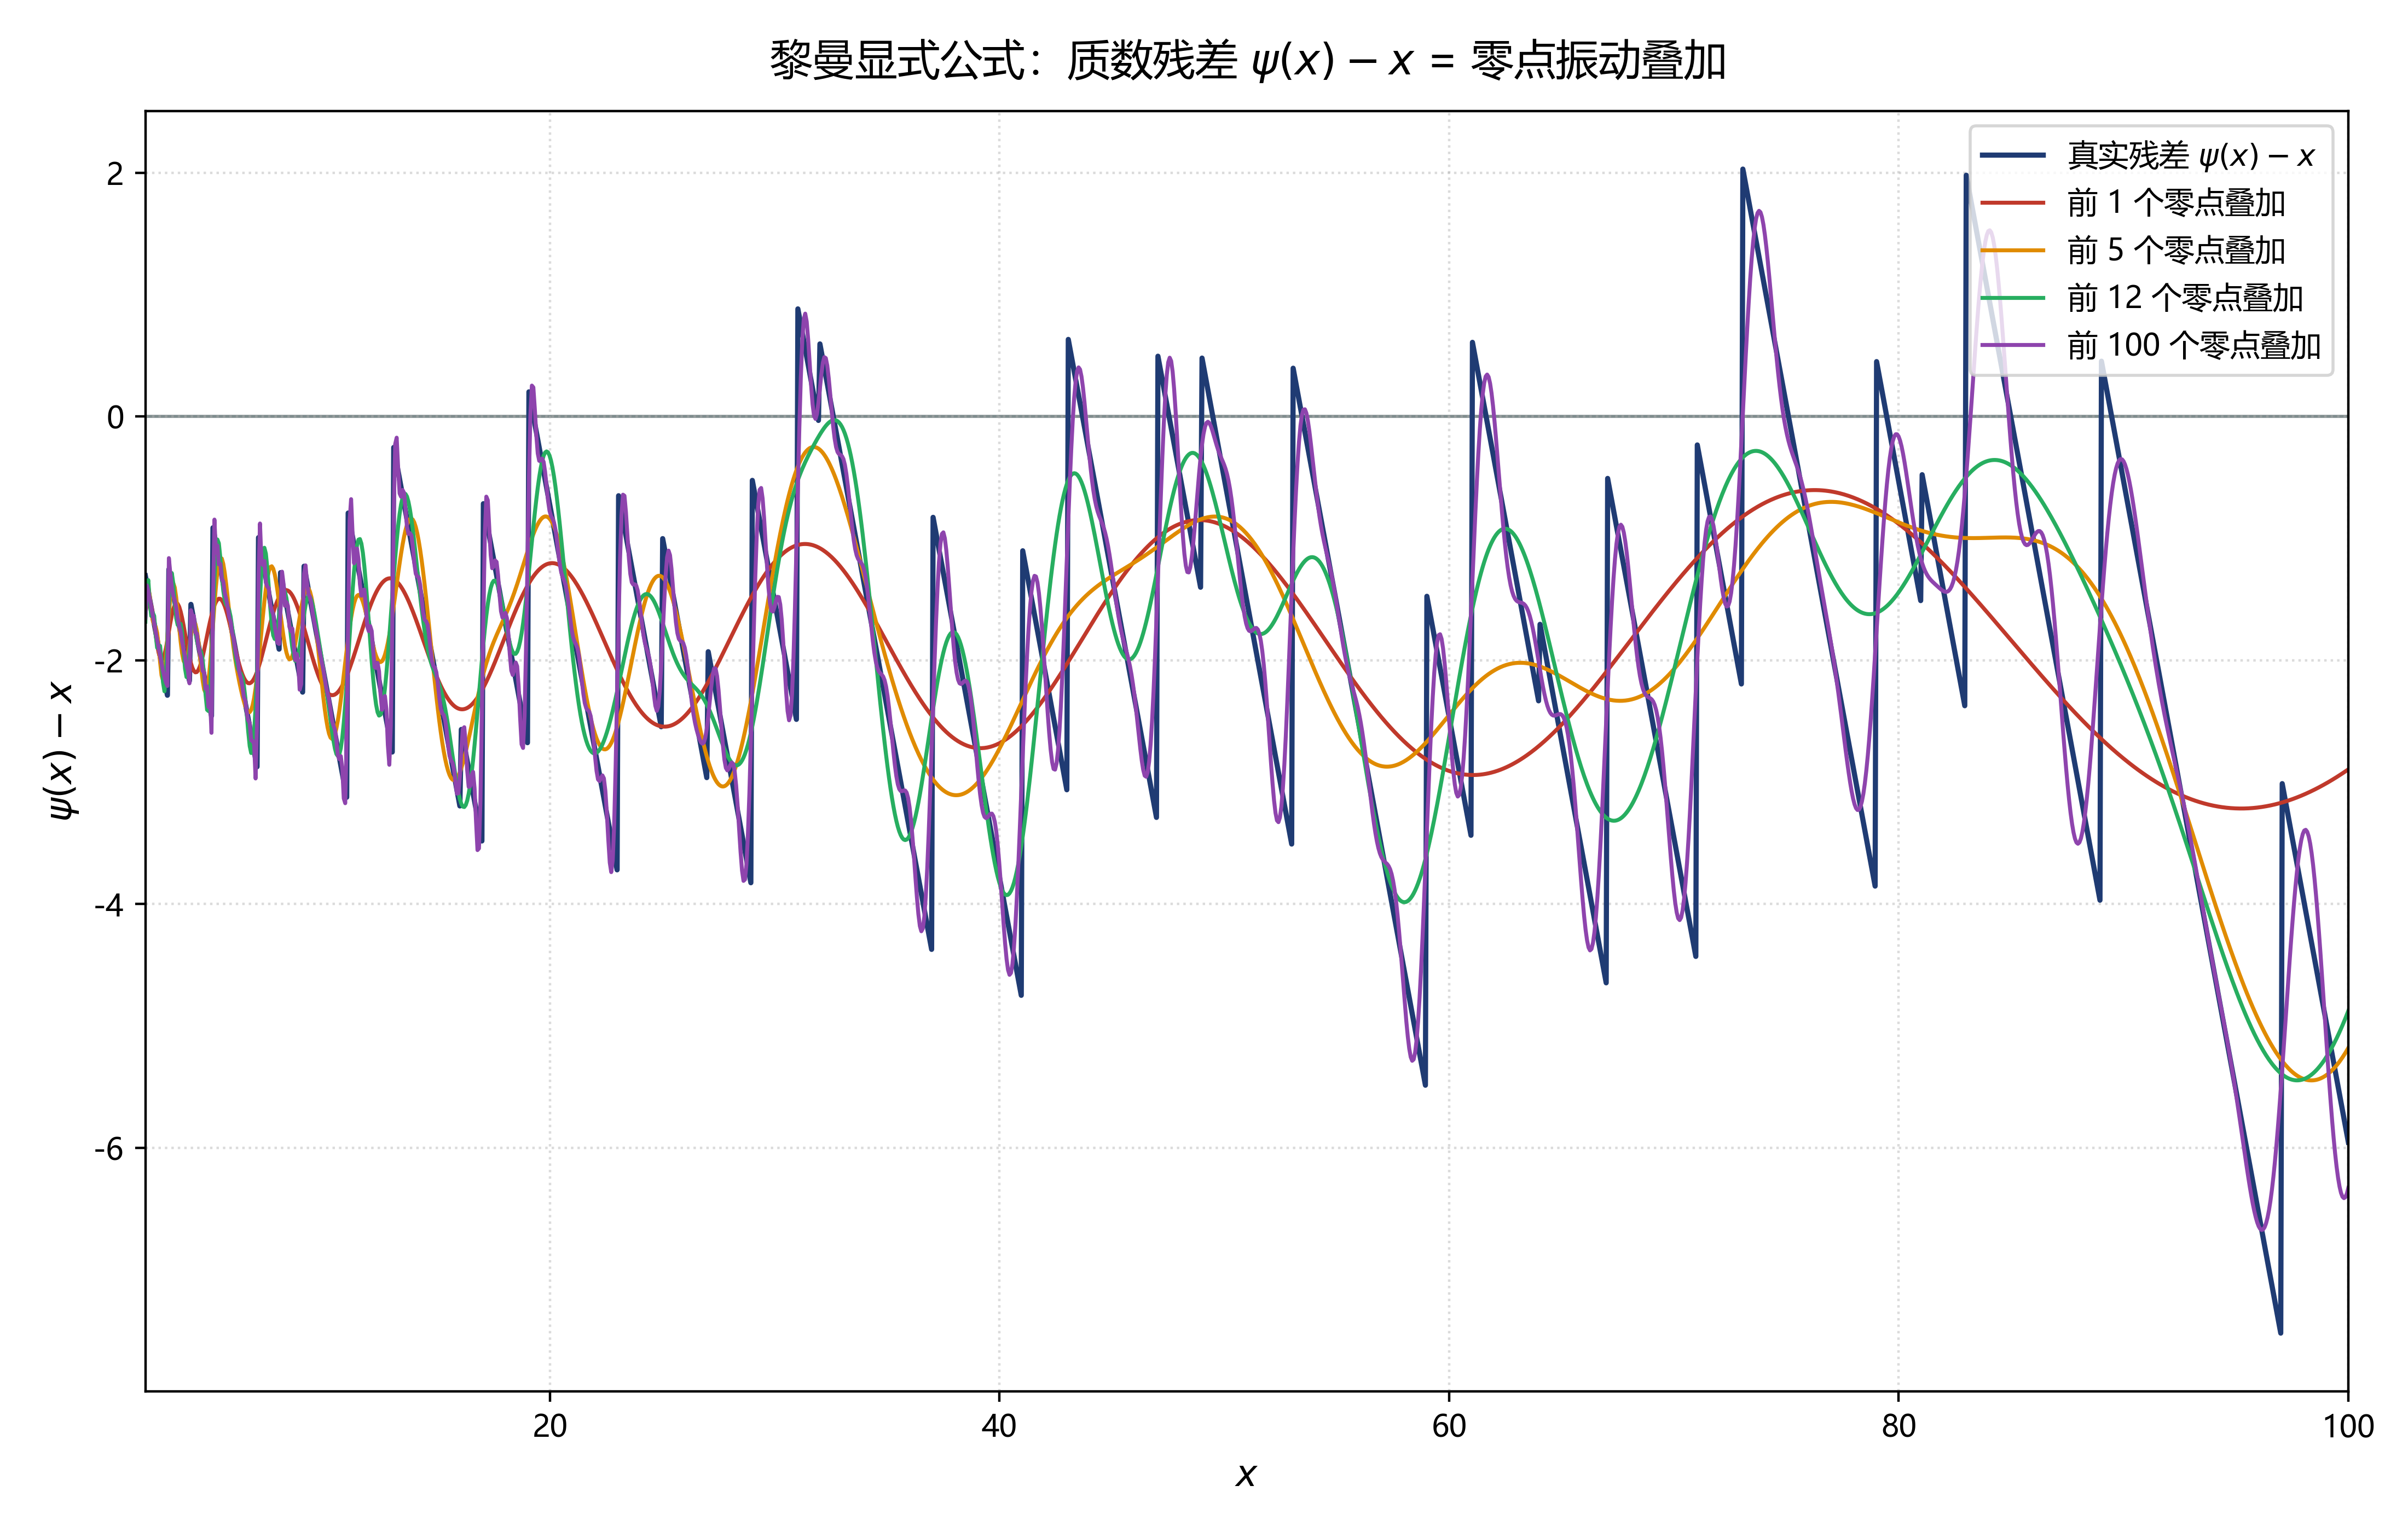 黎曼显式公式：质数残差 ψ(x) − x = 零点振动叠加
真实残差 ψ(x) − x
前 1 个零点叠加
前 5 个零点叠加
前 12 个零点叠加
前 100 个零点叠加
ψ(x) − x
2
0
-2
-4
-6
20
40
60
80
100
x